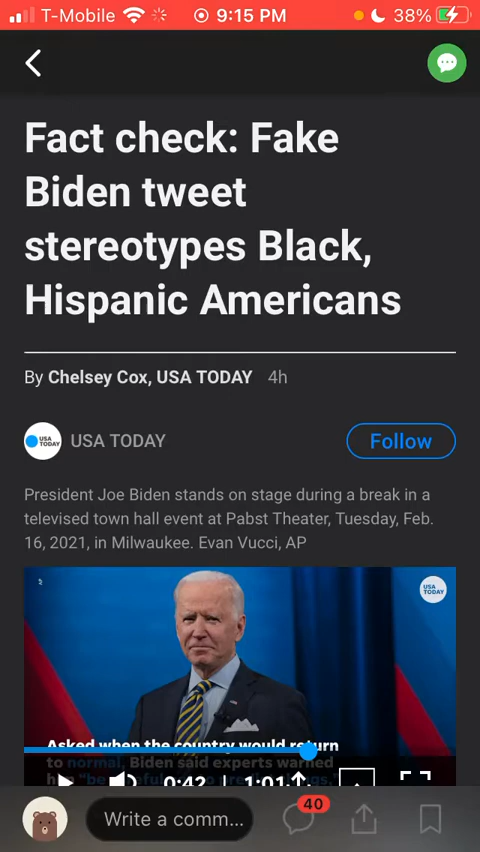 T-Mobile 9:15 PM 38%
Fact check: Fake
Biden tweet
stereotypes Black,
Hispanic Americans
By Chelsey Cox, USA TODAY 4h
USA TODAY
USA TODAY
Follow
President Joe Biden stands on stage during a break in a
televised town hall event at Pabst Theater, Tuesday, Feb.
16, 2021, in Milwaukee. Evan Vucci, AP
USA
TODAY
Asked when the country would return
to normal, Biden said experts warned
0:42 1:01
40
Write a comm...